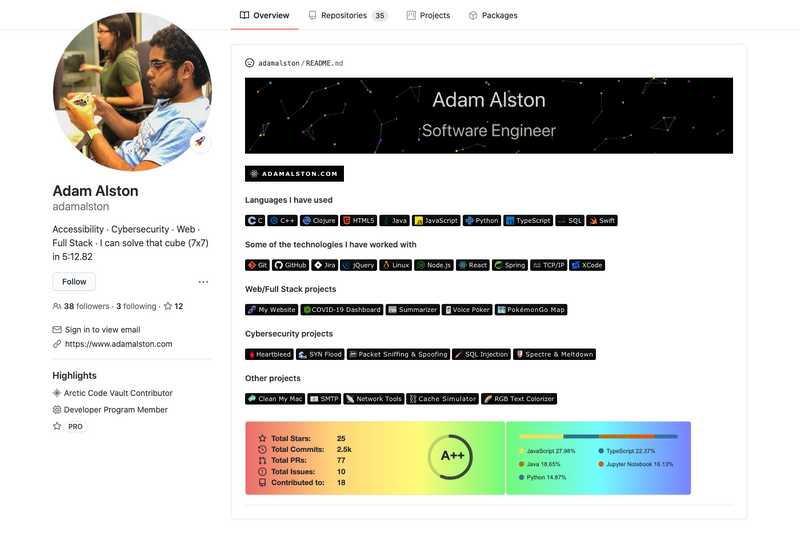 Overview
Repositories 35
Projects
Packages
adamalston/README.md
Adam Alston
Software Engineer
ADAMALSTON.COM
Adam Alston
adamalston
Accessibility · Cybersecurity · Web ·
Full Stack · I can solve that cube (7x7)
in 5:12.82
Follow
38 followers · 3 following · 12
Sign in to view email
https://www.adamalston.com
Highlights
Arctic Code Vault Contributor
Developer Program Member
PRO
Languages I have used
C C++ Clojure HTML5 Java JavaScript Python TypeScript SQL Swift
Some of the technologies I have worked with
Git GitHub Jira jQuery Linux Node.js React Spring TCP/IP XCode
Web/Full Stack projects
My Website COVID-19 Dashboard Summarizer Voice Poker PokémonGo Map
Cybersecurity projects
Heartbleed SYN Flood Packet Sniffing & Spoofing SQL Injection Spectre & Meltdown
Other projects
Clean My Mac SMTP Network Tools Cache Simulator RGB Text Colorizer
Total Stars: 25
Total Commits: 2.5k
Total PRs: 77
Total Issues: 10
Contributed to: 18
A++
JavaScript 27.98% TypeScript 22.37%
Java 18.65% Jupyter Notebook 16.13%
Python 14.87%